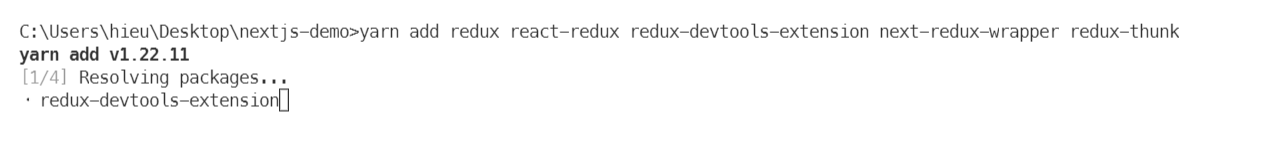 C:\Users\hieu\Desktop\nextjs-demo>yarn add redux react-redux redux-devtools-extension next-redux-wrapper redux-thunk
yarn add v1.22.11
[1/4] Resolving packages...
· redux-devtools-extension